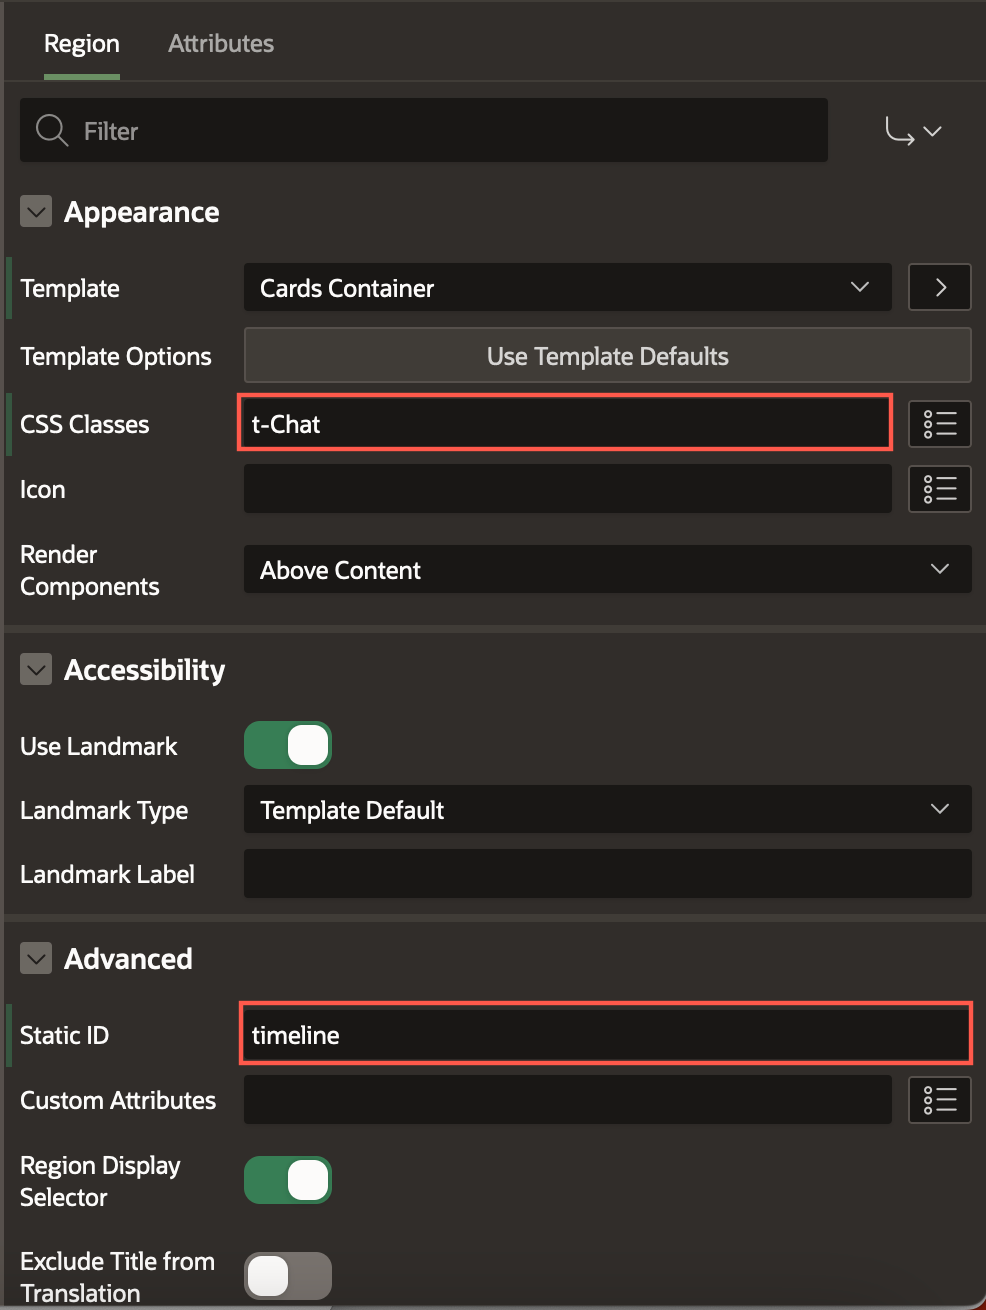 Region Attributes
Filter
Appearance
Template Cards Container
Template Options Use Template Defaults
CSS Classes t-Chat
Icon
Render
Components
Above Content
Accessibility
Use Landmark
Landmark Type Template Default
Landmark Label
Advanced
Static ID timeline
Custom Attributes
Region Display
Selector
Exclude Title from
Translation